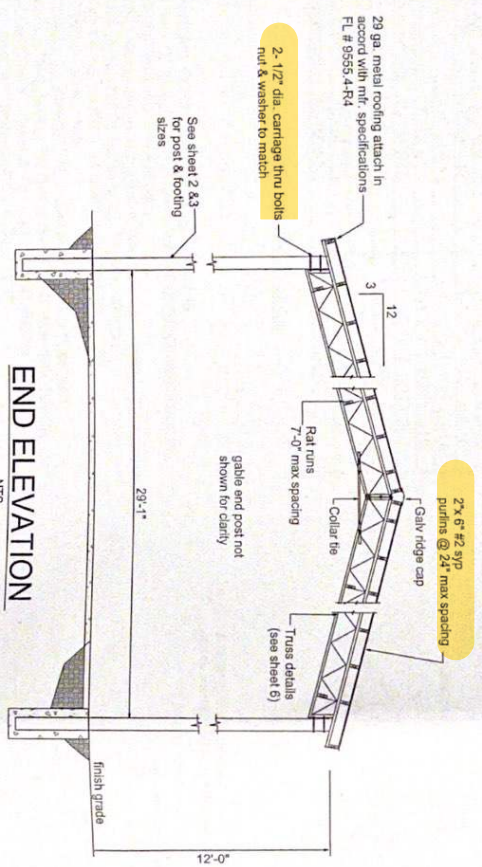 29 ga. metal roofing attach in
accord with mfr. specifications
FL # 9555.4-R4
2- 1/2" dia. carriage thru bolts
nut & washer to match
See sheet 2 &3
for post & footing
sizes
12
3
2"x 6" #2 syp
purlins @ 24" max spacing
Galv ridge cap
Rat runs
7'-0" max spacing
Collar tie
Truss details
(see sheet 6)
gable end post not
shown for clarity
29'-1"
12'-0"
finish grade
END ELEVATION
NTS